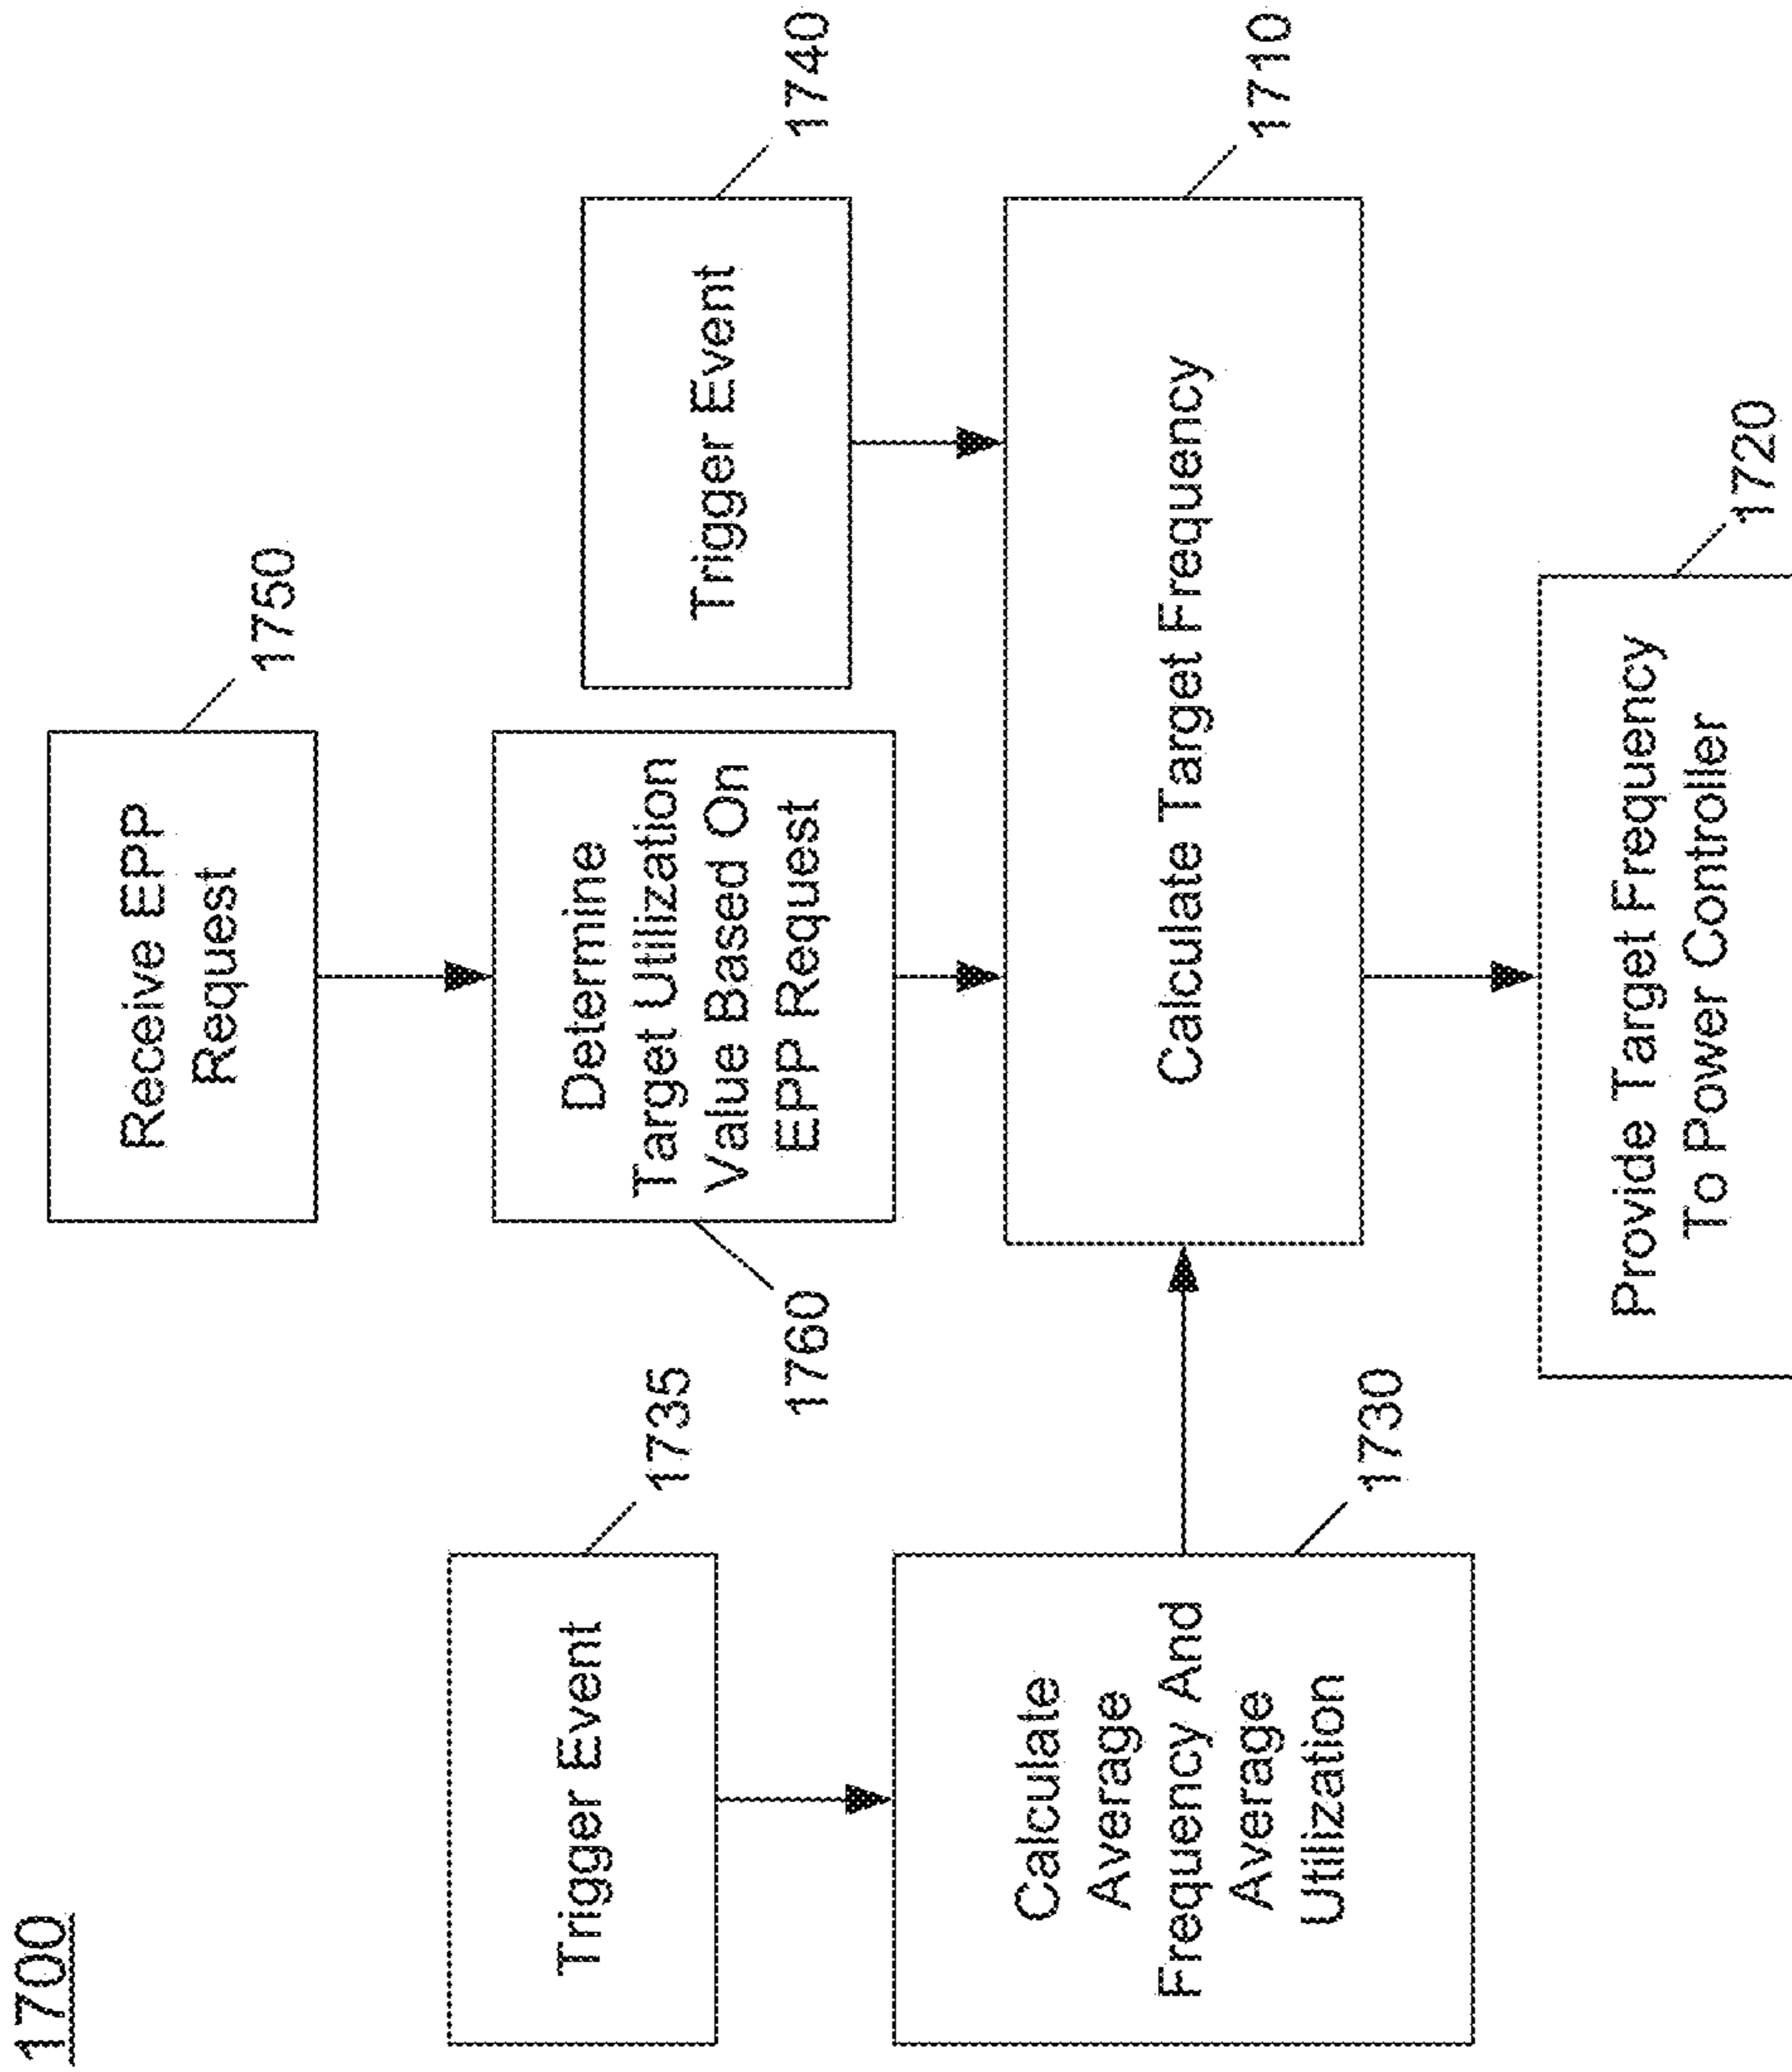 1700
Receive EPP
Request
1750
Trigger Event
1735
Determine
Target Utilization
Value Based On
EPP Request
1760
Trigger Event
1740
Calculate
Average
Frequency And
Average
Utilization
1730
Calculate Target Frequency
1710
Provide Target Frequency
To Power Controller
1720